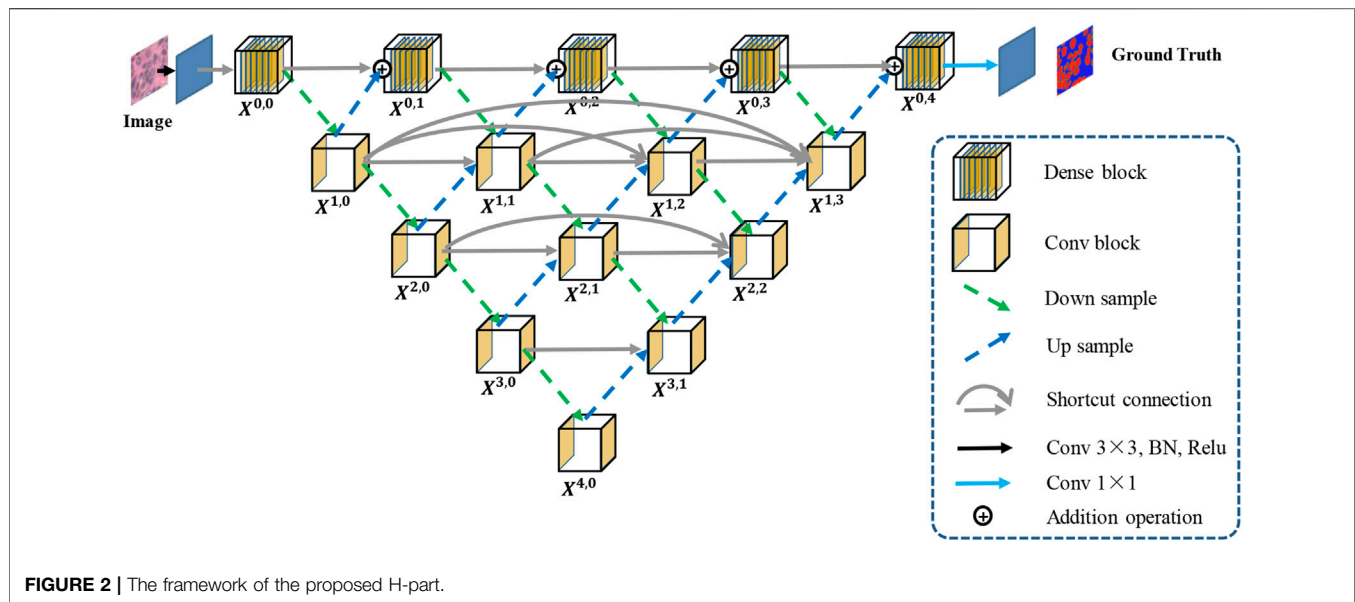 Image
X^{0,0}
X^{0,1}
X^{0,2}
X^{0,3}
X^{0,4}
Ground Truth
X^{1,0}
X^{1,1}
X^{1,2}
X^{1,3}
X^{2,0}
X^{2,1}
X^{2,2}
X^{3,0}
X^{3,1}
X^{4,0}
Dense block
Conv block
Down sample
Up sample
Shortcut connection
Conv 3×3, BN, Relu
Conv 1×1
Addition operation
FIGURE 2 | The framework of the proposed H-part.